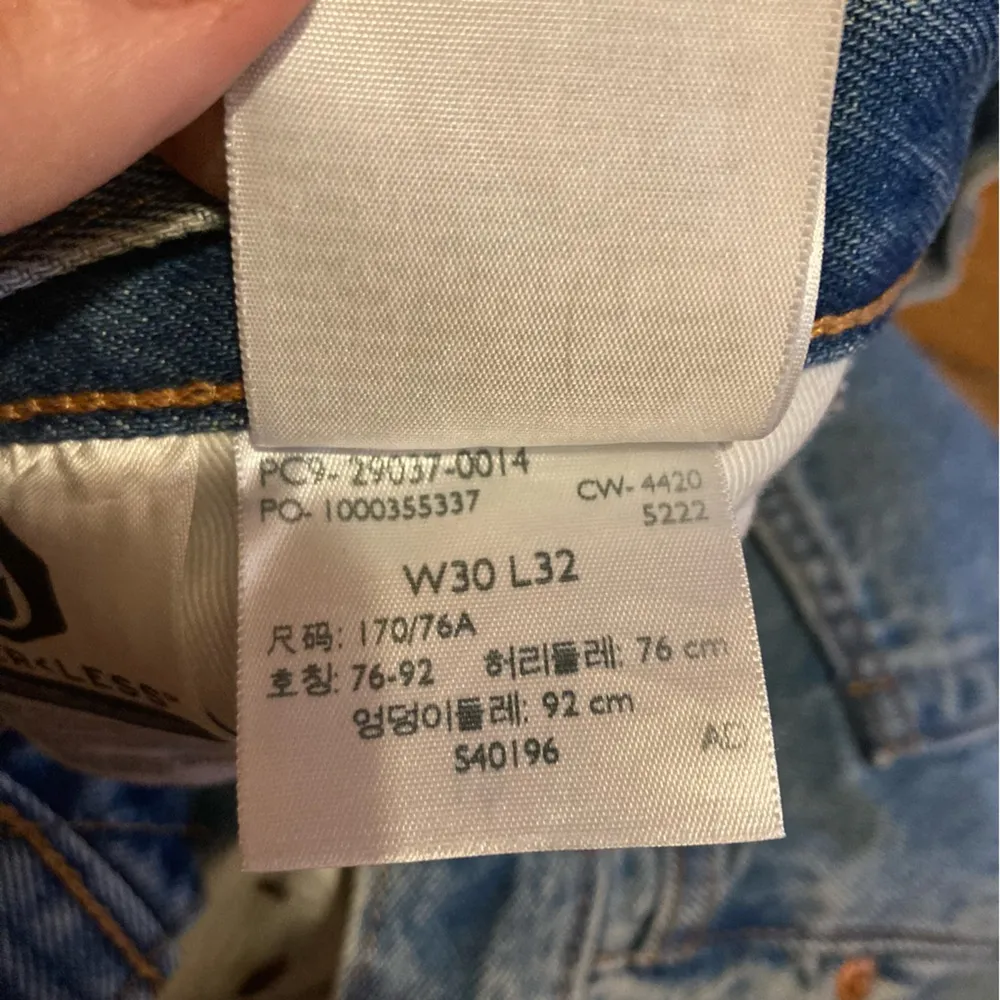 PC9- 29037-0014
PO- 1000355337
CW- 4420
5222
W30 L32
尺码: 170/76A
호칭: 76-92 허리둘레: 76 cm
엉덩이둘레: 92 cm
S40196